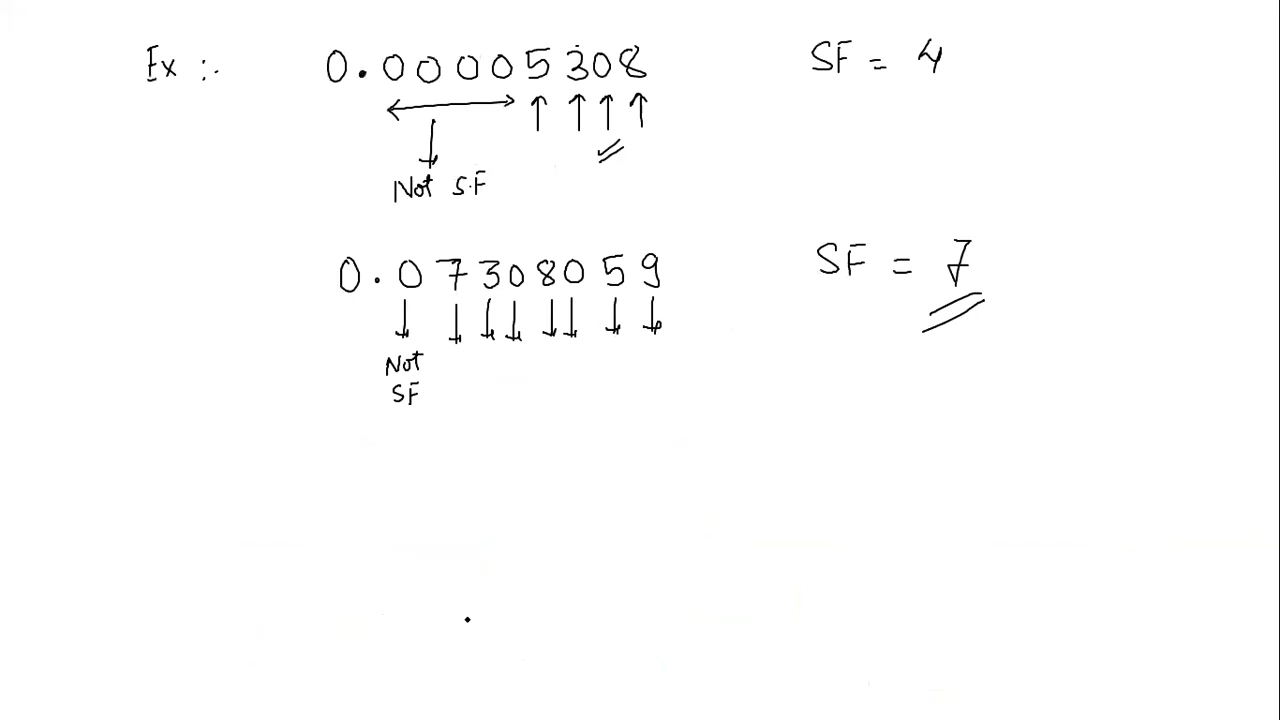 Ex :. 0.00005308 SF = 4
Not S.F
0.07308059 SF = 7
Not
SF